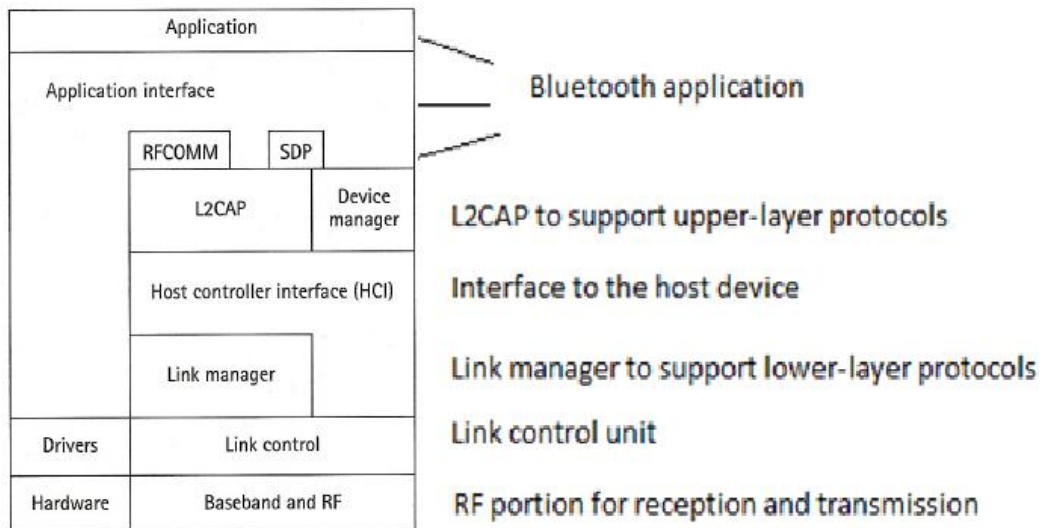 Application
Application interface
Bluetooth application
RFCOMM
SDP
L2CAP
Device
manager
L2CAP to support upper-layer protocols
Host controller interface (HCI)
Interface to the host device
Link manager
Link manager to support lower-layer protocols
Drivers
Link control
Link control unit
Hardware
Baseband and RF
RF portion for reception and transmission